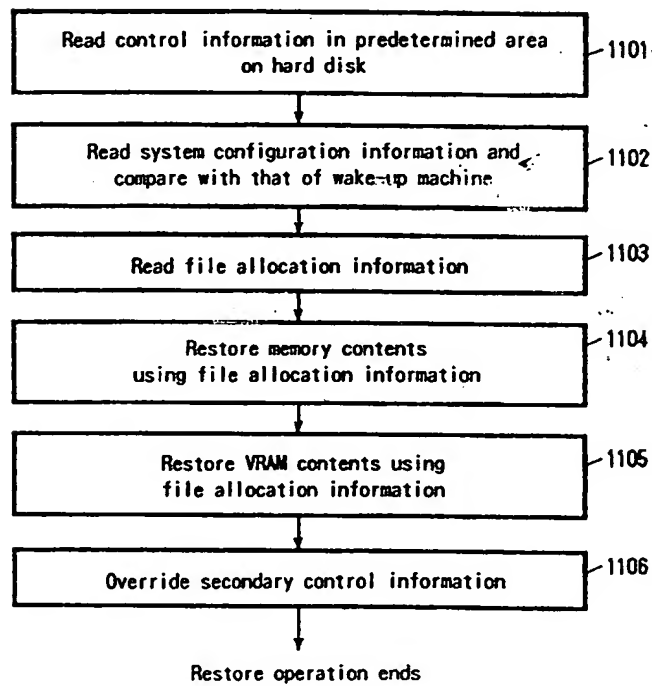 Read control information in predetermined area
on hard disk
1101
Read system configuration information and
compare with that of wake-up machine
1102
Read file allocation information
1103
Restore memory contents
using file allocation information
1104
Restore VRAM contents using
file allocation information
1105
Override secondary control information
1106
Restore operation ends